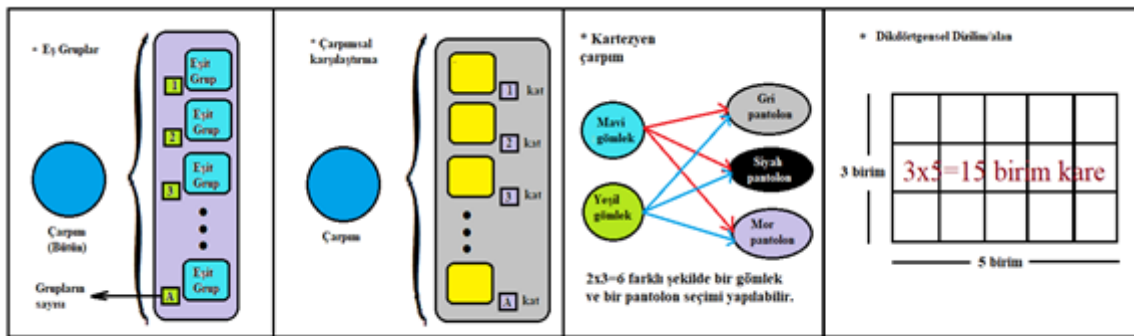 * Eş Gruplar
Eşit
Grup
1
Eşit
Grup
2
Eşit
Grup
3
Eşit
Grup
A
Çarpım
(Bütün)
Grupların
sayısı
* Çarpımsal
karşılaştırma
1 kat
2 kat
3 kat
A kat
Çarpım
* Kartezyen
çarpım
Mavi
gömlek
Yeşil
gömlek
Gri
pantolon
Siyah
pantolon
Mor
pantolon
2x3=6 farklı şekilde bir gömlek
ve bir pantolon seçimi yapılabilir.
* Dikdörtgensel Dizilim/alan
3 birim
3x5=15 birim kare
5 birim